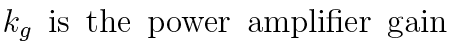 k_g is the power amplifier gain